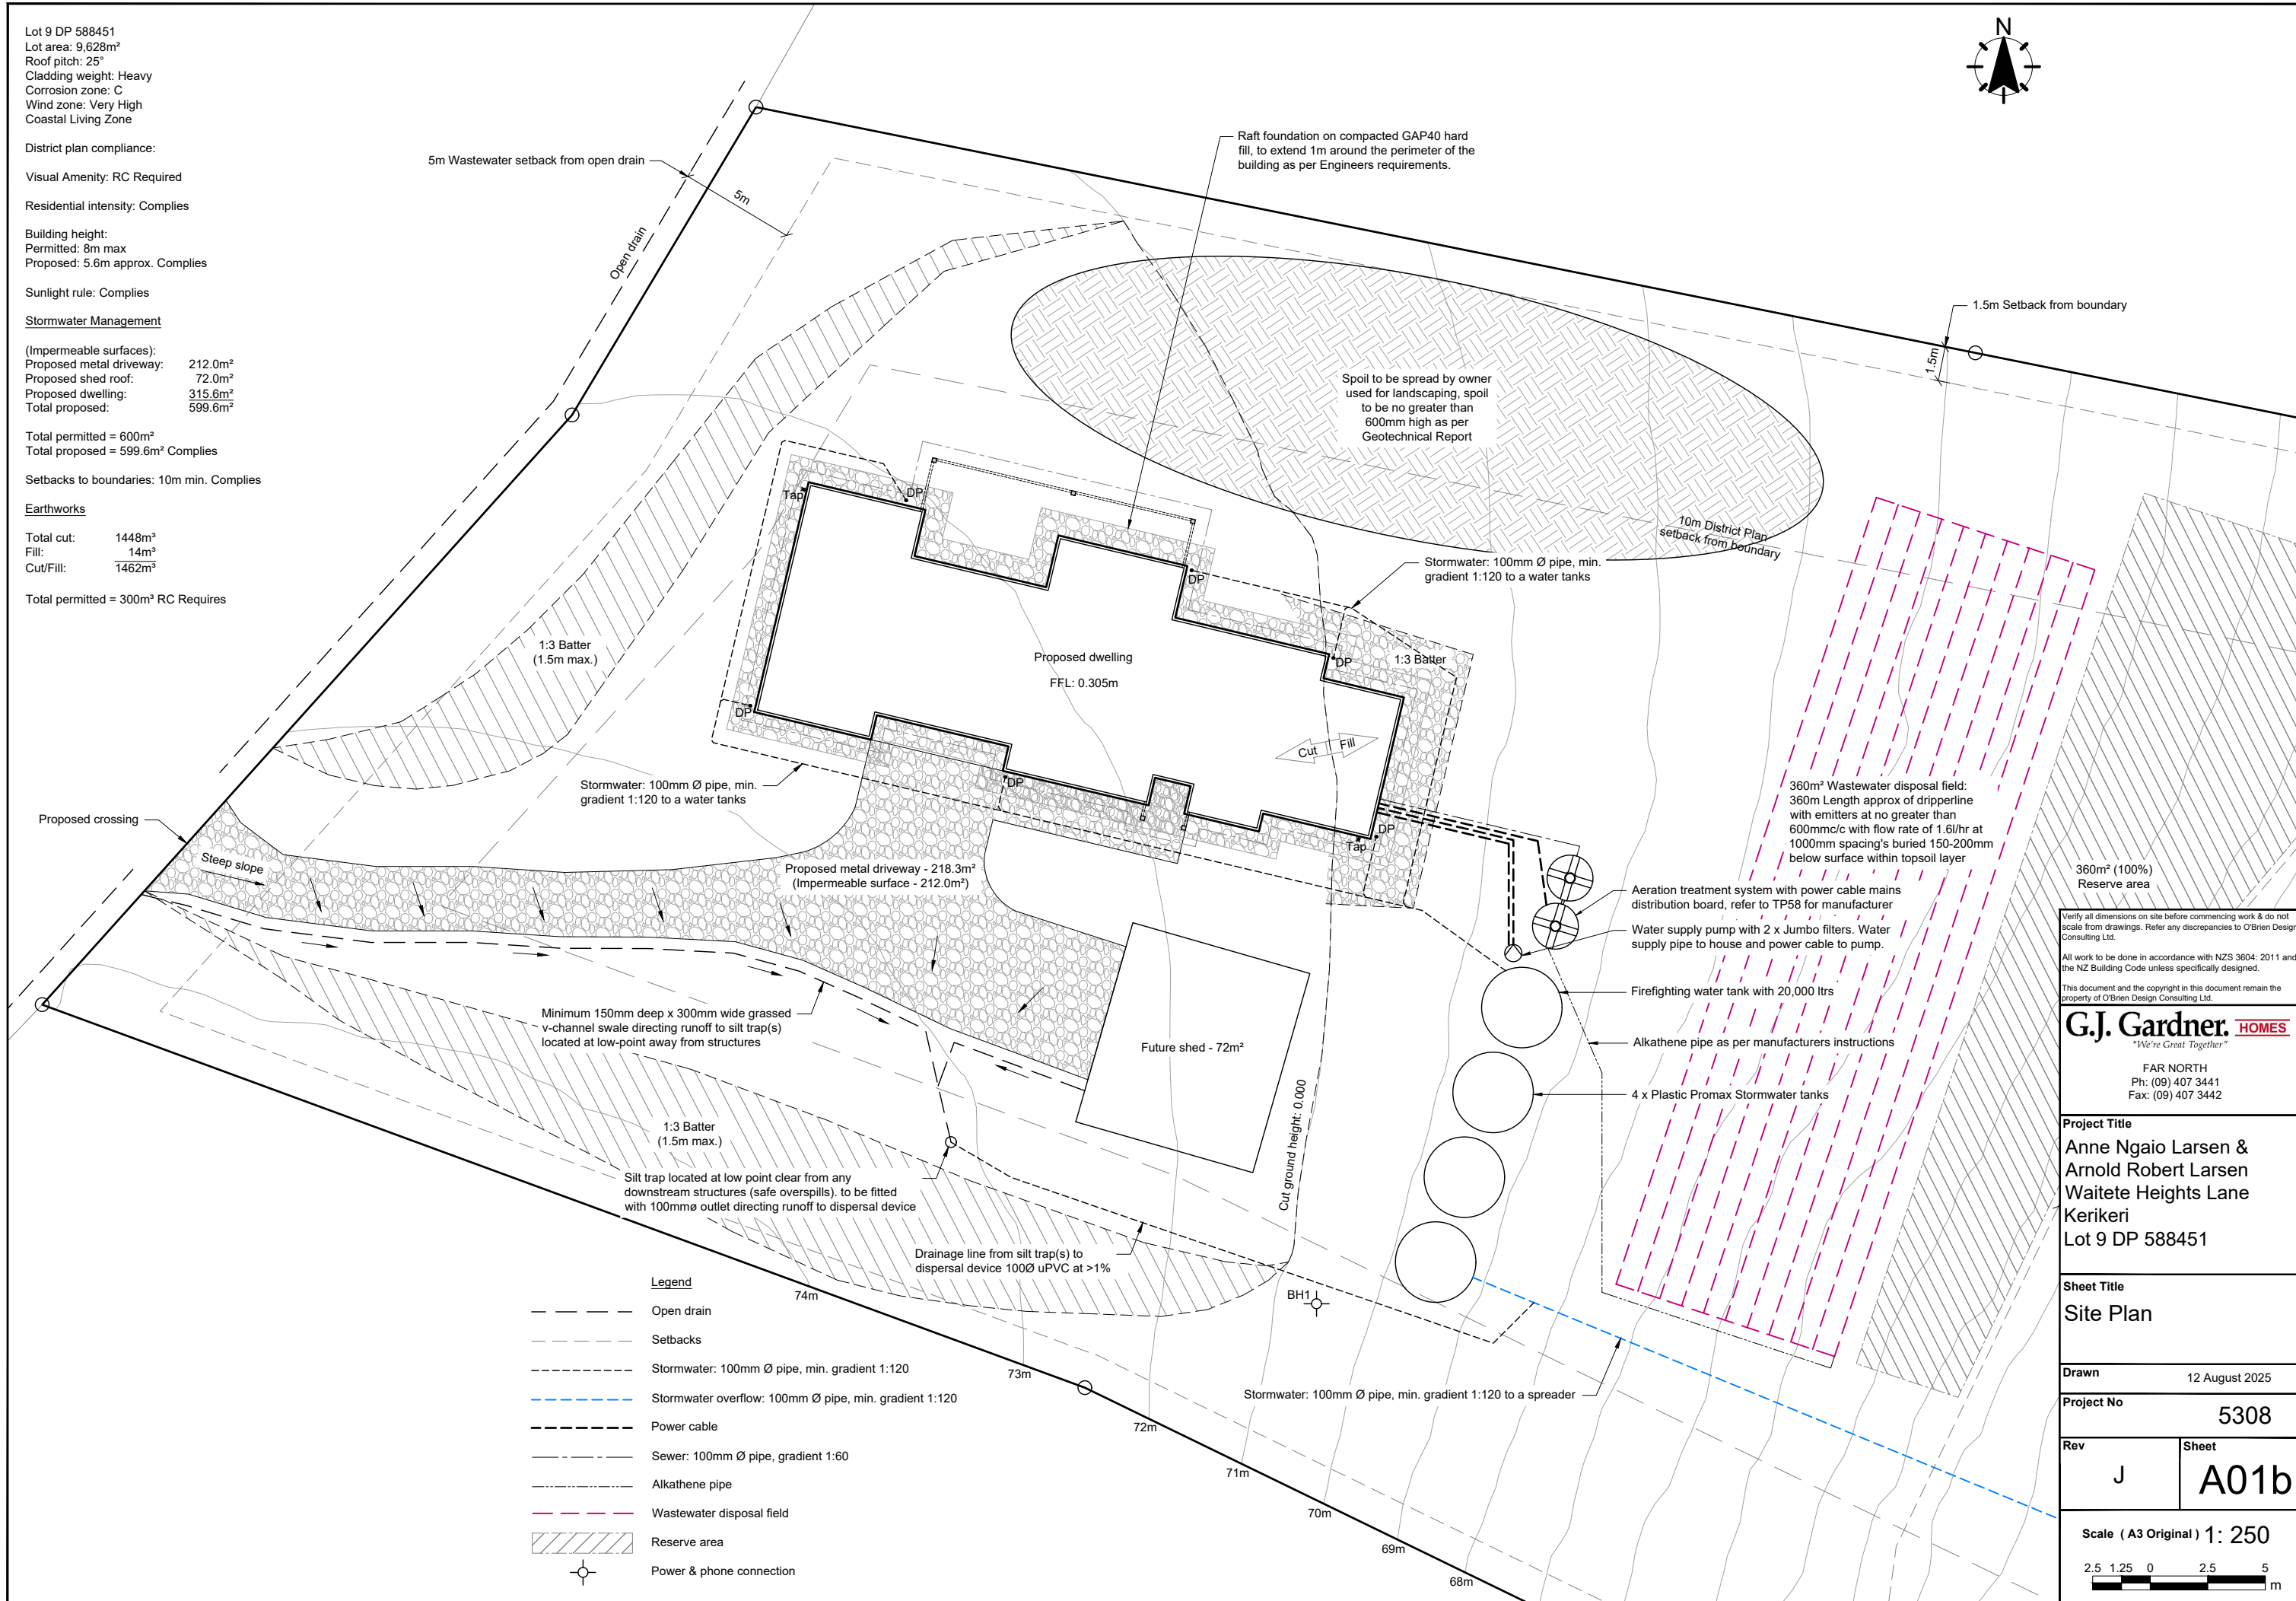 Lot 9 DP 588451
Lot area: 9,628m²
Roof pitch: 25°
Cladding weight: Heavy
Corrosion zone: C
Wind zone: Very High
Coastal Living Zone
District plan compliance:
Visual Amenity: RC Required
Residential intensity: Complies
Building height:
Permitted: 8m max
Proposed: 5.6m approx. Complies
Sunlight rule: Complies
Stormwater Management
(Impermeable surfaces):
Proposed metal driveway: 212.0m²
Proposed shed roof: 72.0m²
Proposed dwelling: 315.6m²
Total proposed: 599.6m²
Total permitted = 600m²
Total proposed = 599.6m² Complies
Setbacks to boundaries: 10m min. Complies
Earthworks
Total cut: 1448m³
Fill: 14m³
Cut/Fill: 1462m³
Total permitted = 300m³ RC Requires
N
5m Wastewater setback from open drain
5m
Open drain
Raft foundation on compacted GAP40 hard
fill, to extend 1m around the perimeter of the
building as per Engineers requirements.
1.5m Setback from boundary
1.5m
Spoil to be spread by owner
used for landscaping, spoil
to be no greater than
600mm high as per
Geotechnical Report
10m District Plan
setback from boundary
Tap
DP
DP
Stormwater: 100mm Ø pipe, min.
gradient 1:120 to a water tanks
1:3 Batter
(1.5m max.)
Proposed dwelling
FFL: 0.305m
DP
1:3 Batter
DP
Cut
Fill
Stormwater: 100mm Ø pipe, min.
gradient 1:120 to a water tanks
DP
DP
Tap
360m² Wastewater disposal field:
360m Length approx of dripperline
with emitters at no greater than
600mmc/c with flow rate of 1.6l/hr at
1000mm spacing's buried 150-200mm
below surface within topsoil layer
360m² (100%)
Reserve area
Proposed crossing
Steep slope
Proposed metal driveway - 218.3m²
(Impermeable surface - 212.0m²)
Aeration treatment system with power cable mains
distribution board, refer to TP58 for manufacturer
Water supply pump with 2 x Jumbo filters. Water
supply pipe to house and power cable to pump.
Firefighting water tank with 20,000 ltrs
Minimum 150mm deep x 300mm wide grassed
v-channel swale directing runoff to silt trap(s)
located at low-point away from structures
Future shed - 72m²
Alkathene pipe as per manufacturers instructions
4 x Plastic Promax Stormwater tanks
1:3 Batter
(1.5m max.)
Cut ground height: 0.000
Silt trap located at low point clear from any
downstream structures (safe overspills). to be fitted
with 100mmø outlet directing runoff to dispersal device
Drainage line from silt trap(s) to
dispersal device 100Ø uPVC at >1%
BH1
Stormwater: 100mm Ø pipe, min. gradient 1:120 to a spreader
74m
73m
72m
71m
70m
69m
68m
Legend
Open drain
Setbacks
Stormwater: 100mm Ø pipe, min. gradient 1:120
Stormwater overflow: 100mm Ø pipe, min. gradient 1:120
Power cable
Sewer: 100mm Ø pipe, gradient 1:60
Alkathene pipe
Wastewater disposal field
Reserve area
Power & phone connection
Verify all dimensions on site before commencing work & do not
scale from drawings. Refer any discrepancies to O'Brien Design
Consulting Ltd.
All work to be done in accordance with NZS 3604: 2011 and
the NZ Building Code unless specifically designed.
This document and the copyright in this document remain the
property of O'Brien Design Consulting Ltd.
G.J. Gardner. HOMES
"We're Great Together"
FAR NORTH
Ph: (09) 407 3441
Fax: (09) 407 3442
Project Title
Anne Ngaio Larsen &
Arnold Robert Larsen
Waitete Heights Lane
Kerikeri
Lot 9 DP 588451
Sheet Title
Site Plan
Drawn 12 August 2025
Project No 5308
Rev J
Sheet A01b
Scale ( A3 Original ) 1: 250
2.5 1.25 0 2.5 5
m